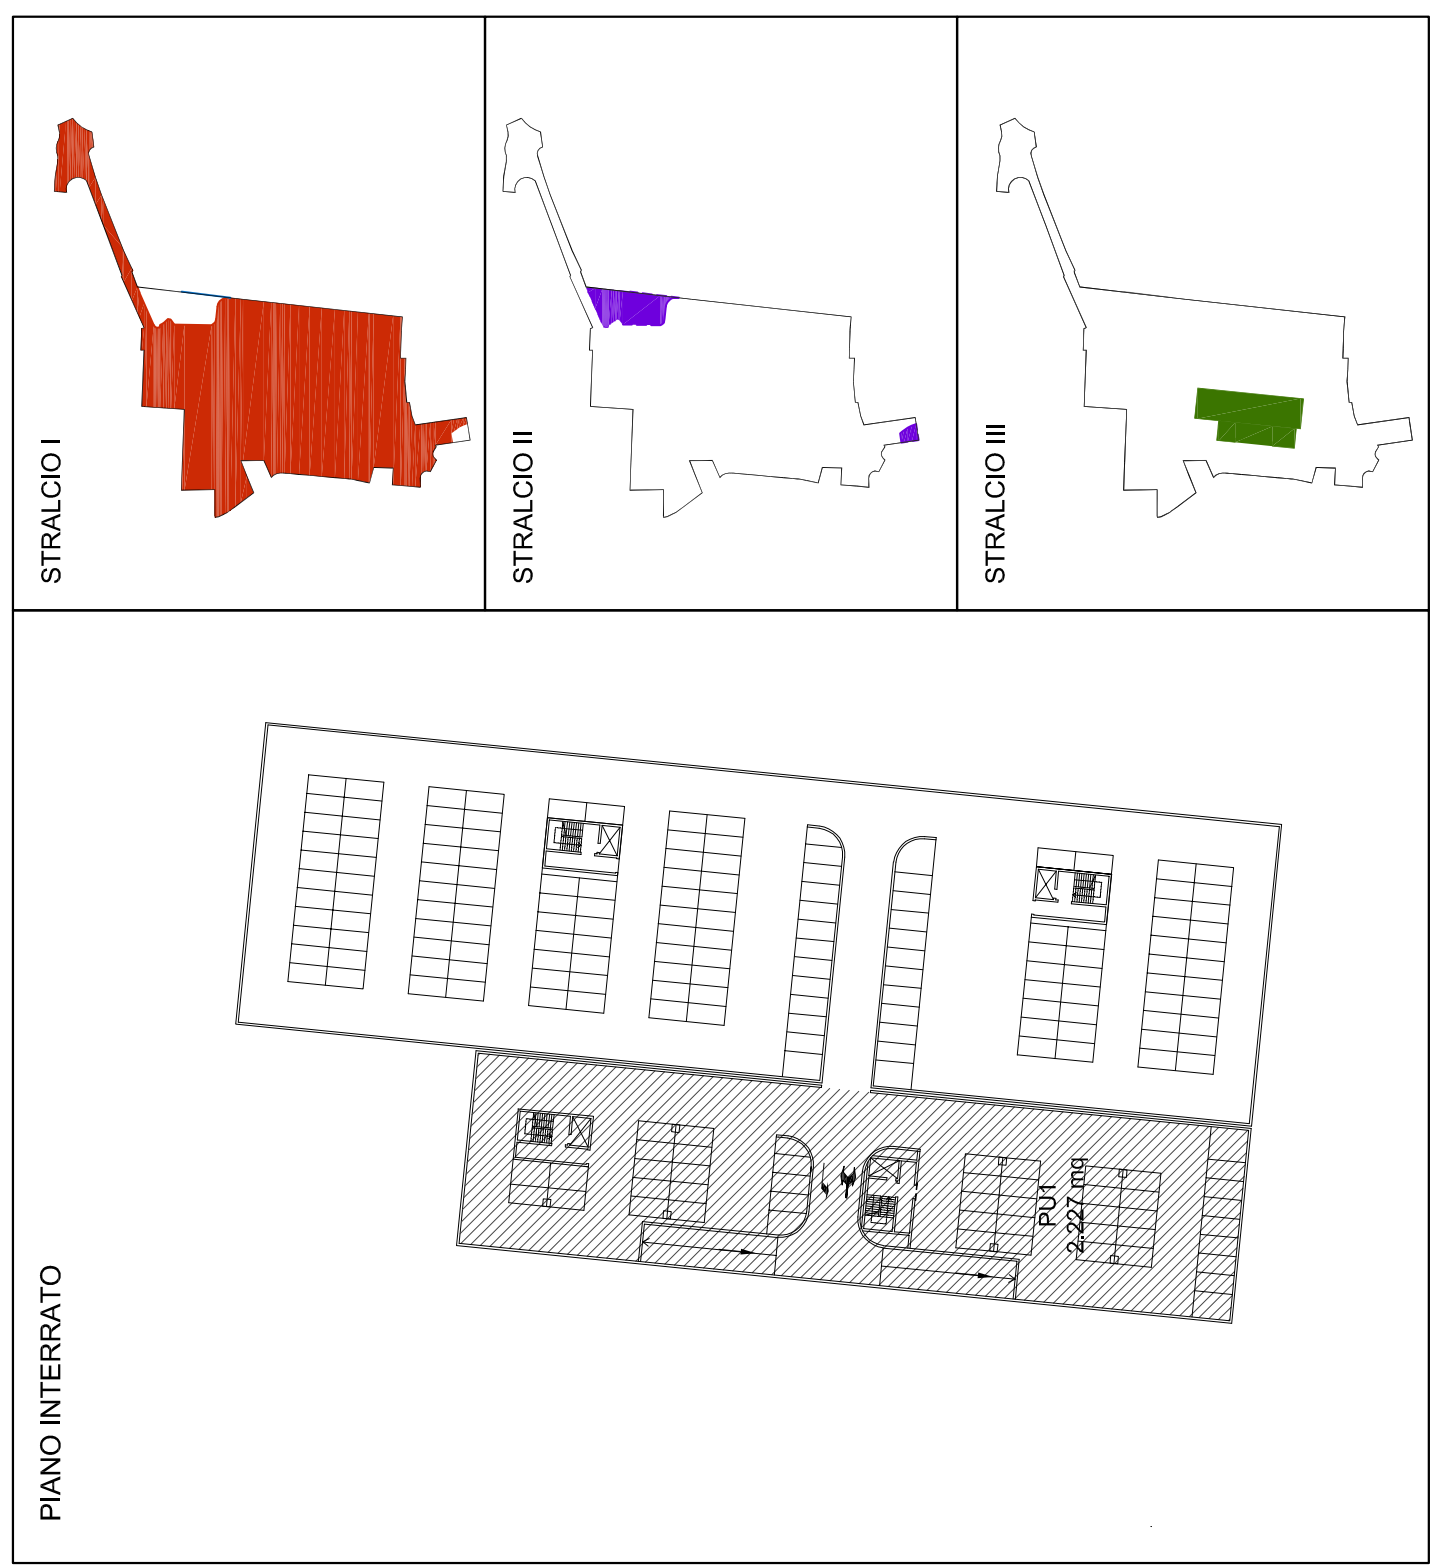 STRALCIO I
STRALCIO II
STRALCIO III
PIANO INTERRATO
PU1
2.227 mq